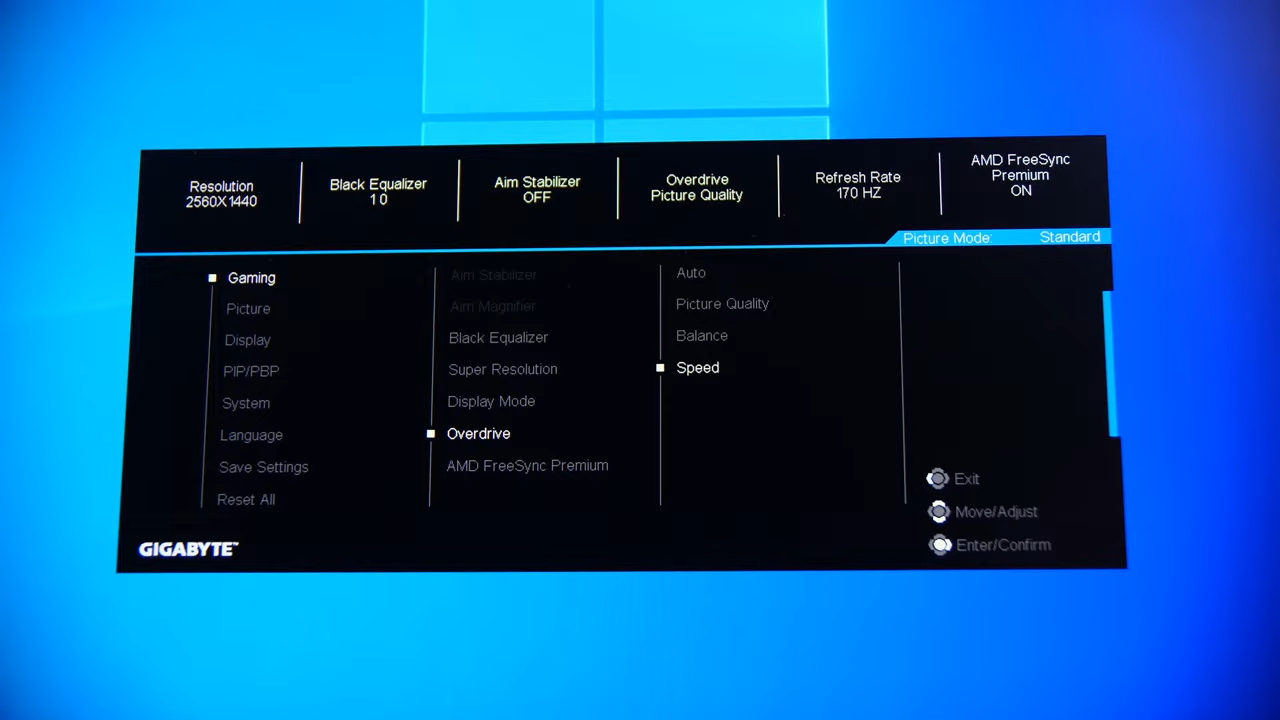 Resolution
2560X1440
Black Equalizer
10
Aim Stabilizer
OFF
Overdrive
Picture Quality
Refresh Rate
170 HZ
AMD FreeSync
Premium
ON
Picture Mode: Standard
Gaming
Picture
Display
PIP/PBP
System
Language
Save Settings
Reset All
Aim Stabilizer
Aim Magnifier
Black Equalizer
Super Resolution
Display Mode
Overdrive
AMD FreeSync Premium
Auto
Picture Quality
Balance
Speed
Exit
Move/Adjust
Enter/Confirm
GIGABYTE™